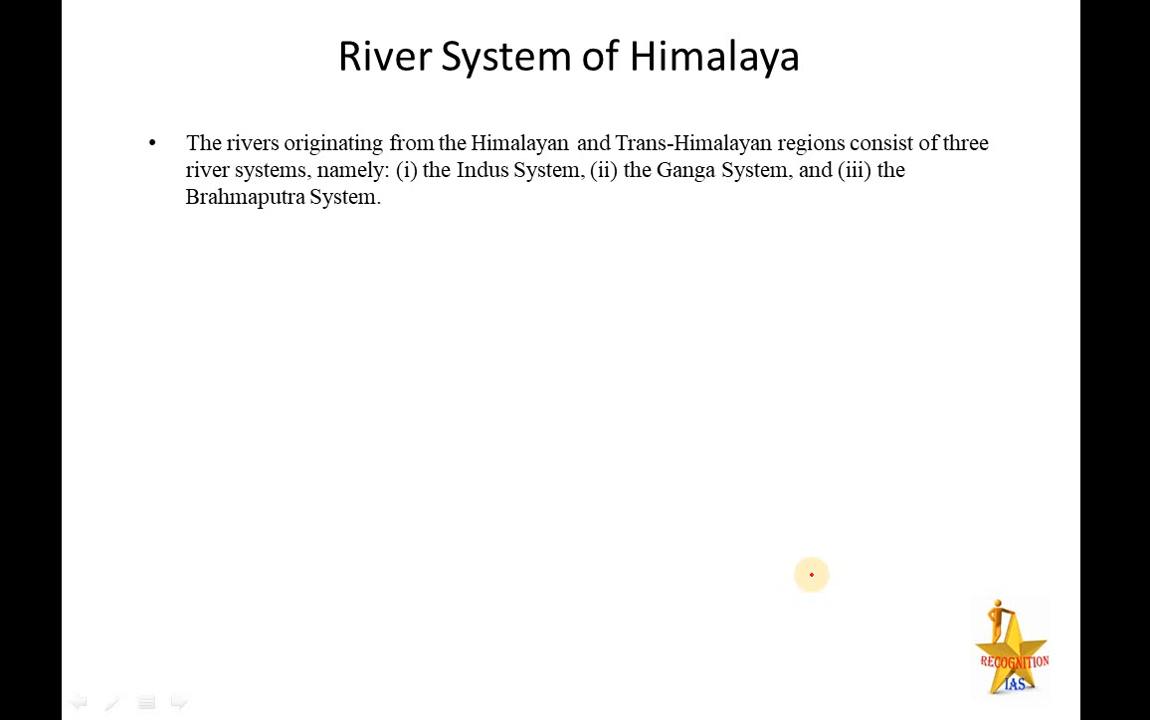 River System of Himalaya
• The rivers originating from the Himalayan and Trans-Himalayan regions consist of three
river systems, namely: (i) the Indus System, (ii) the Ganga System, and (iii) the
Brahmaputra System.
RECOGNITION
IAS